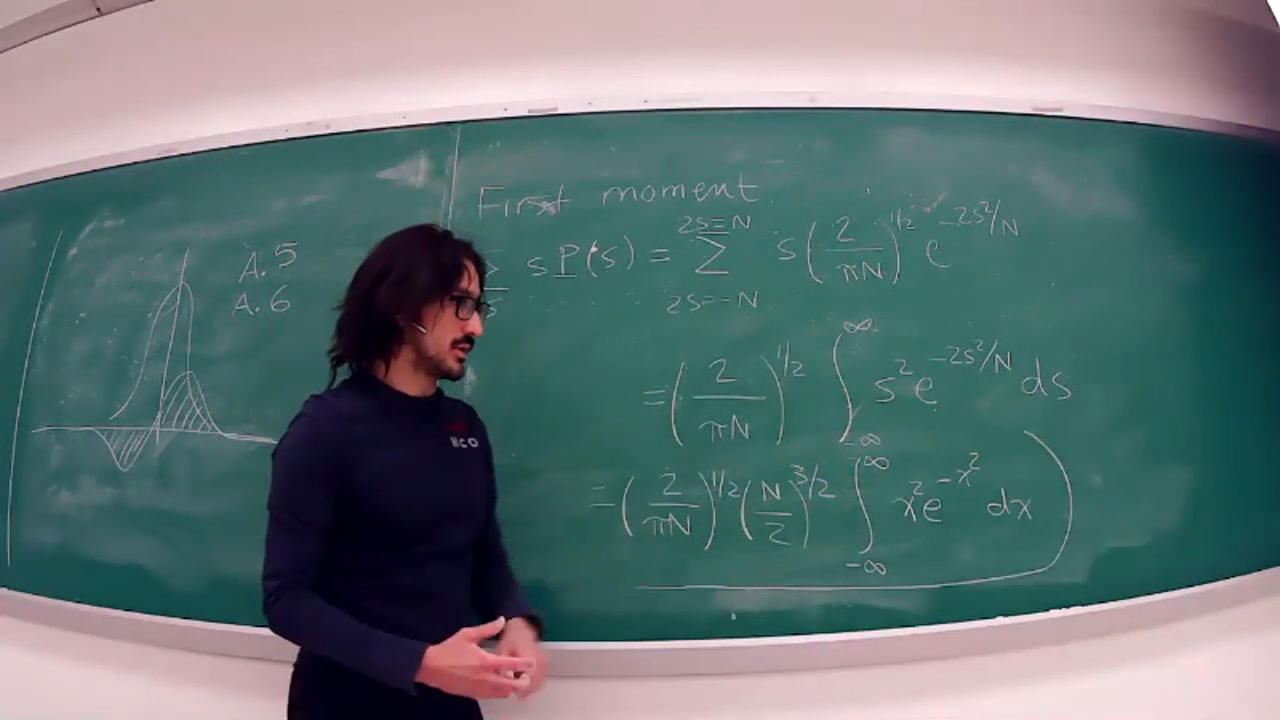 First moment
A.5
A.6
∑ s P(s) = ∑ s (2/πN)^{1/2} e^{-2s²/N}
s
2s=N
2s=-N
= (2/πN)^{1/2} ∫_{-∞}^{∞} s² e^{-2s²/N} ds
= (2/πN)^{1/2} (N/2)^{3/2} ∫_{-∞}^{∞} x² e^{-x²} dx
HCO